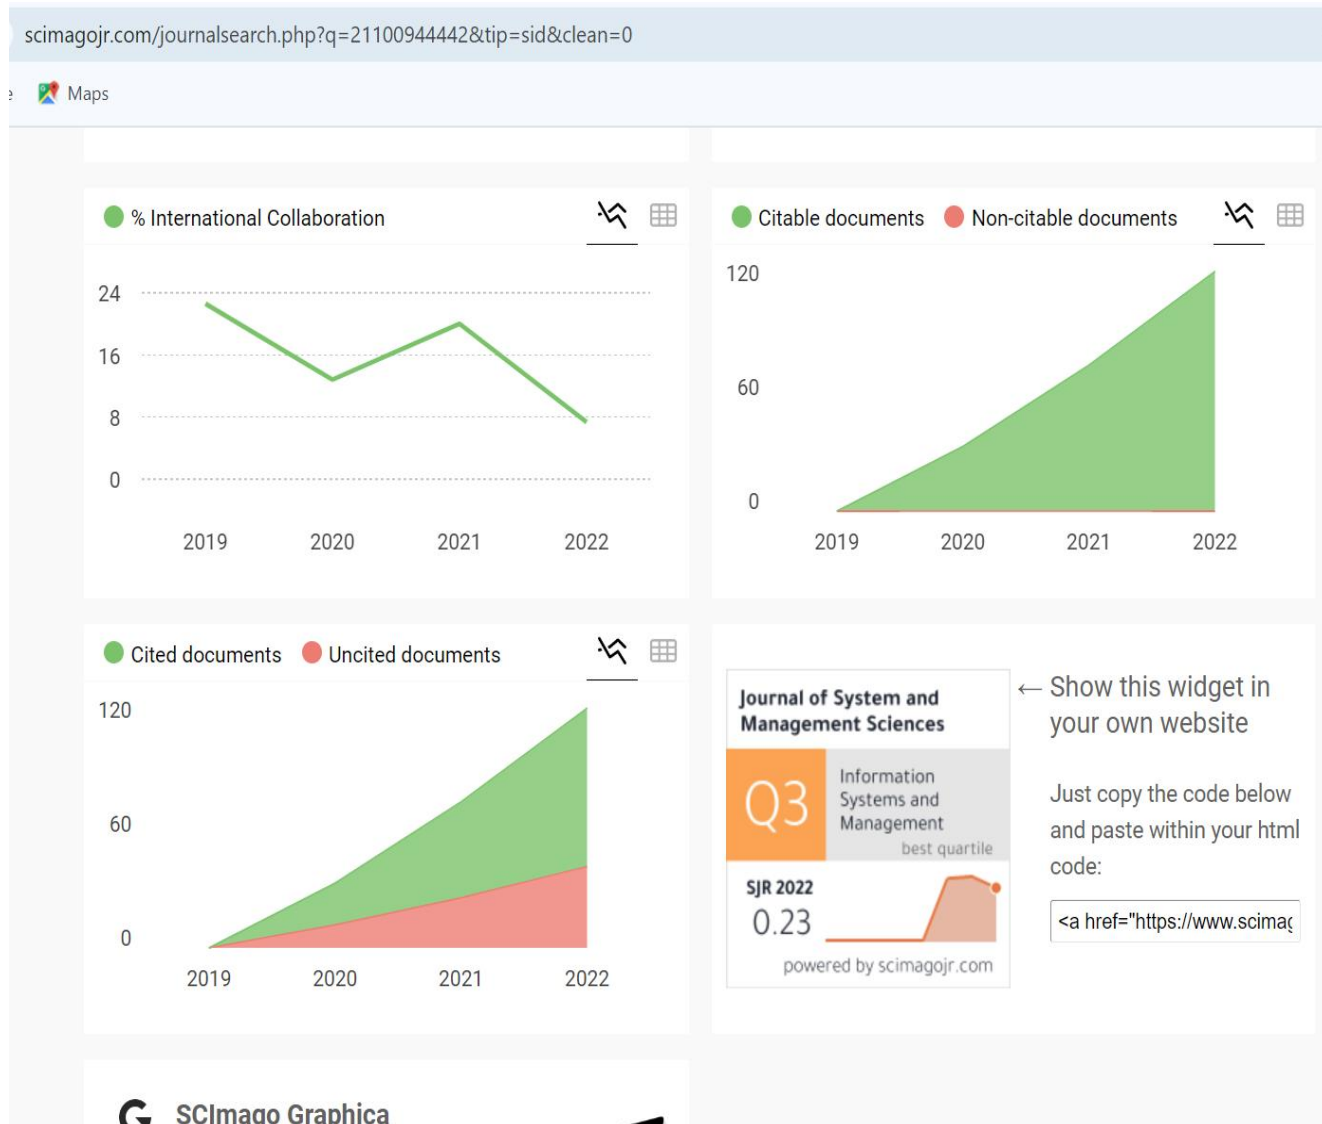 scimagojr.com/journalsearch.php?q=21100944442&tip=sid&clean=0
Maps
% International Collaboration
24
16
8
0
2019 2020 2021 2022
Citable documents Non-citable documents
120
60
0
2019 2020 2021 2022
Cited documents Uncited documents
120
60
0
2019 2020 2021 2022
Journal of System and
Management Sciences
Q3
Information
Systems and
Management
best quartile
SJR 2022
0.23
powered by scimagojr.com
← Show this widget in
your own website
Just copy the code below
and paste within your html
code:
<a href="https://www.scimag
SCImago Graphica